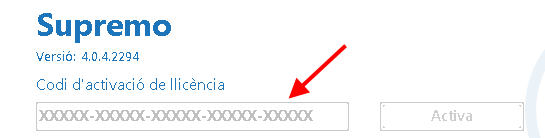 Supremo
Versió: 4.0.4.2294
Codi d'activació de llicència
XXXXX-XXXXX-XXXXX-XXXXX-XXXXX
Activa